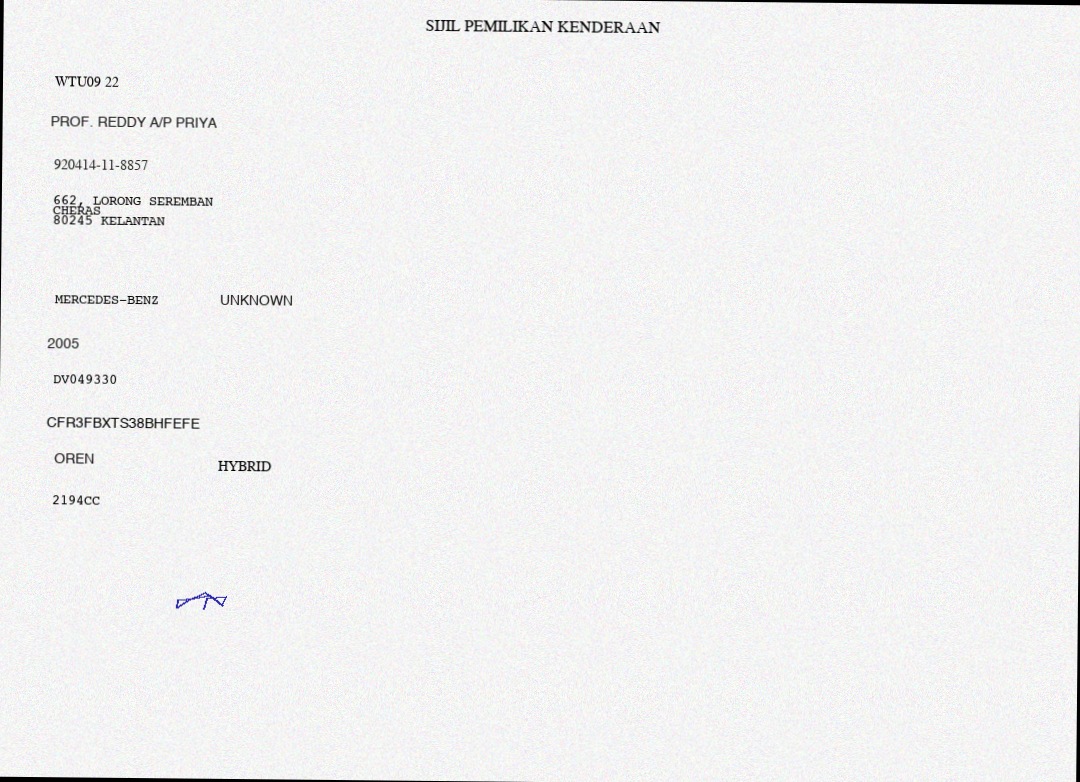 SIJIL PEMILIKAN KENDERAAN
WTU09 22
PROF. REDDY A/P PRIYA
920414-11-8857
662, LORONG SEREMBAN
CHERAS
80245 KELANTAN
MERCEDES-BENZ UNKNOWN
2005
DV049330
CFR3FBXTS38BHFEFE
OREN HYBRID
2194CC